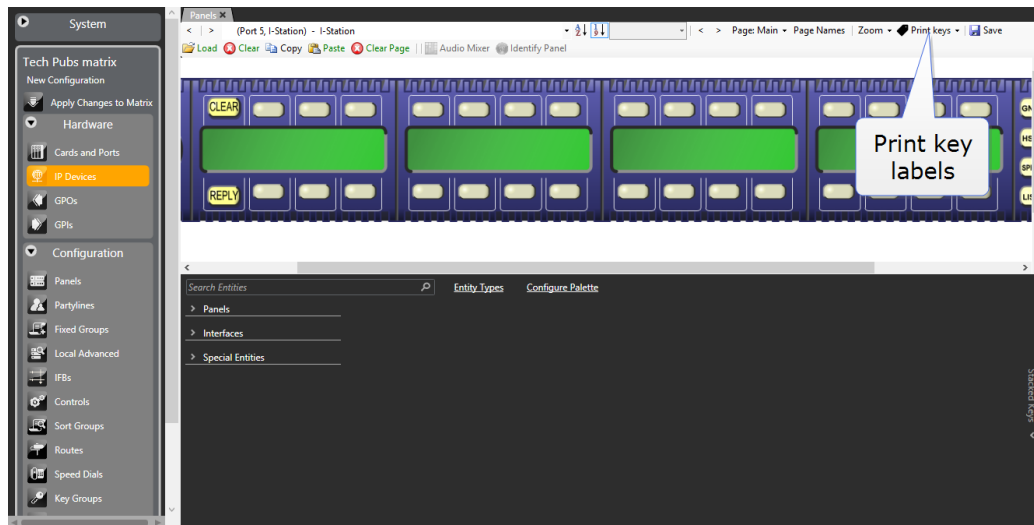 System
Tech Pubs matrix
New Configuration
Apply Changes to Matrix
Hardware
Cards and Ports
IP Devices
GPOs
GPIs
Configuration
Panels
Partylines
Fixed Groups
Local Advanced
IFBs
Controls
Sort Groups
Routes
Speed Dials
Key Groups
Panels X
< > (Port 5, I-Station) - I-Station < > Page: Main Page Names Zoom Print keys Save
Load Clear Copy Paste Clear Page Audio Mixer Identify Panel
CLEAR
REPLY
Print key
labels
Search Entities Entity Types Configure Palette
> Panels
> Interfaces
> Special Entities
Stacked Keys